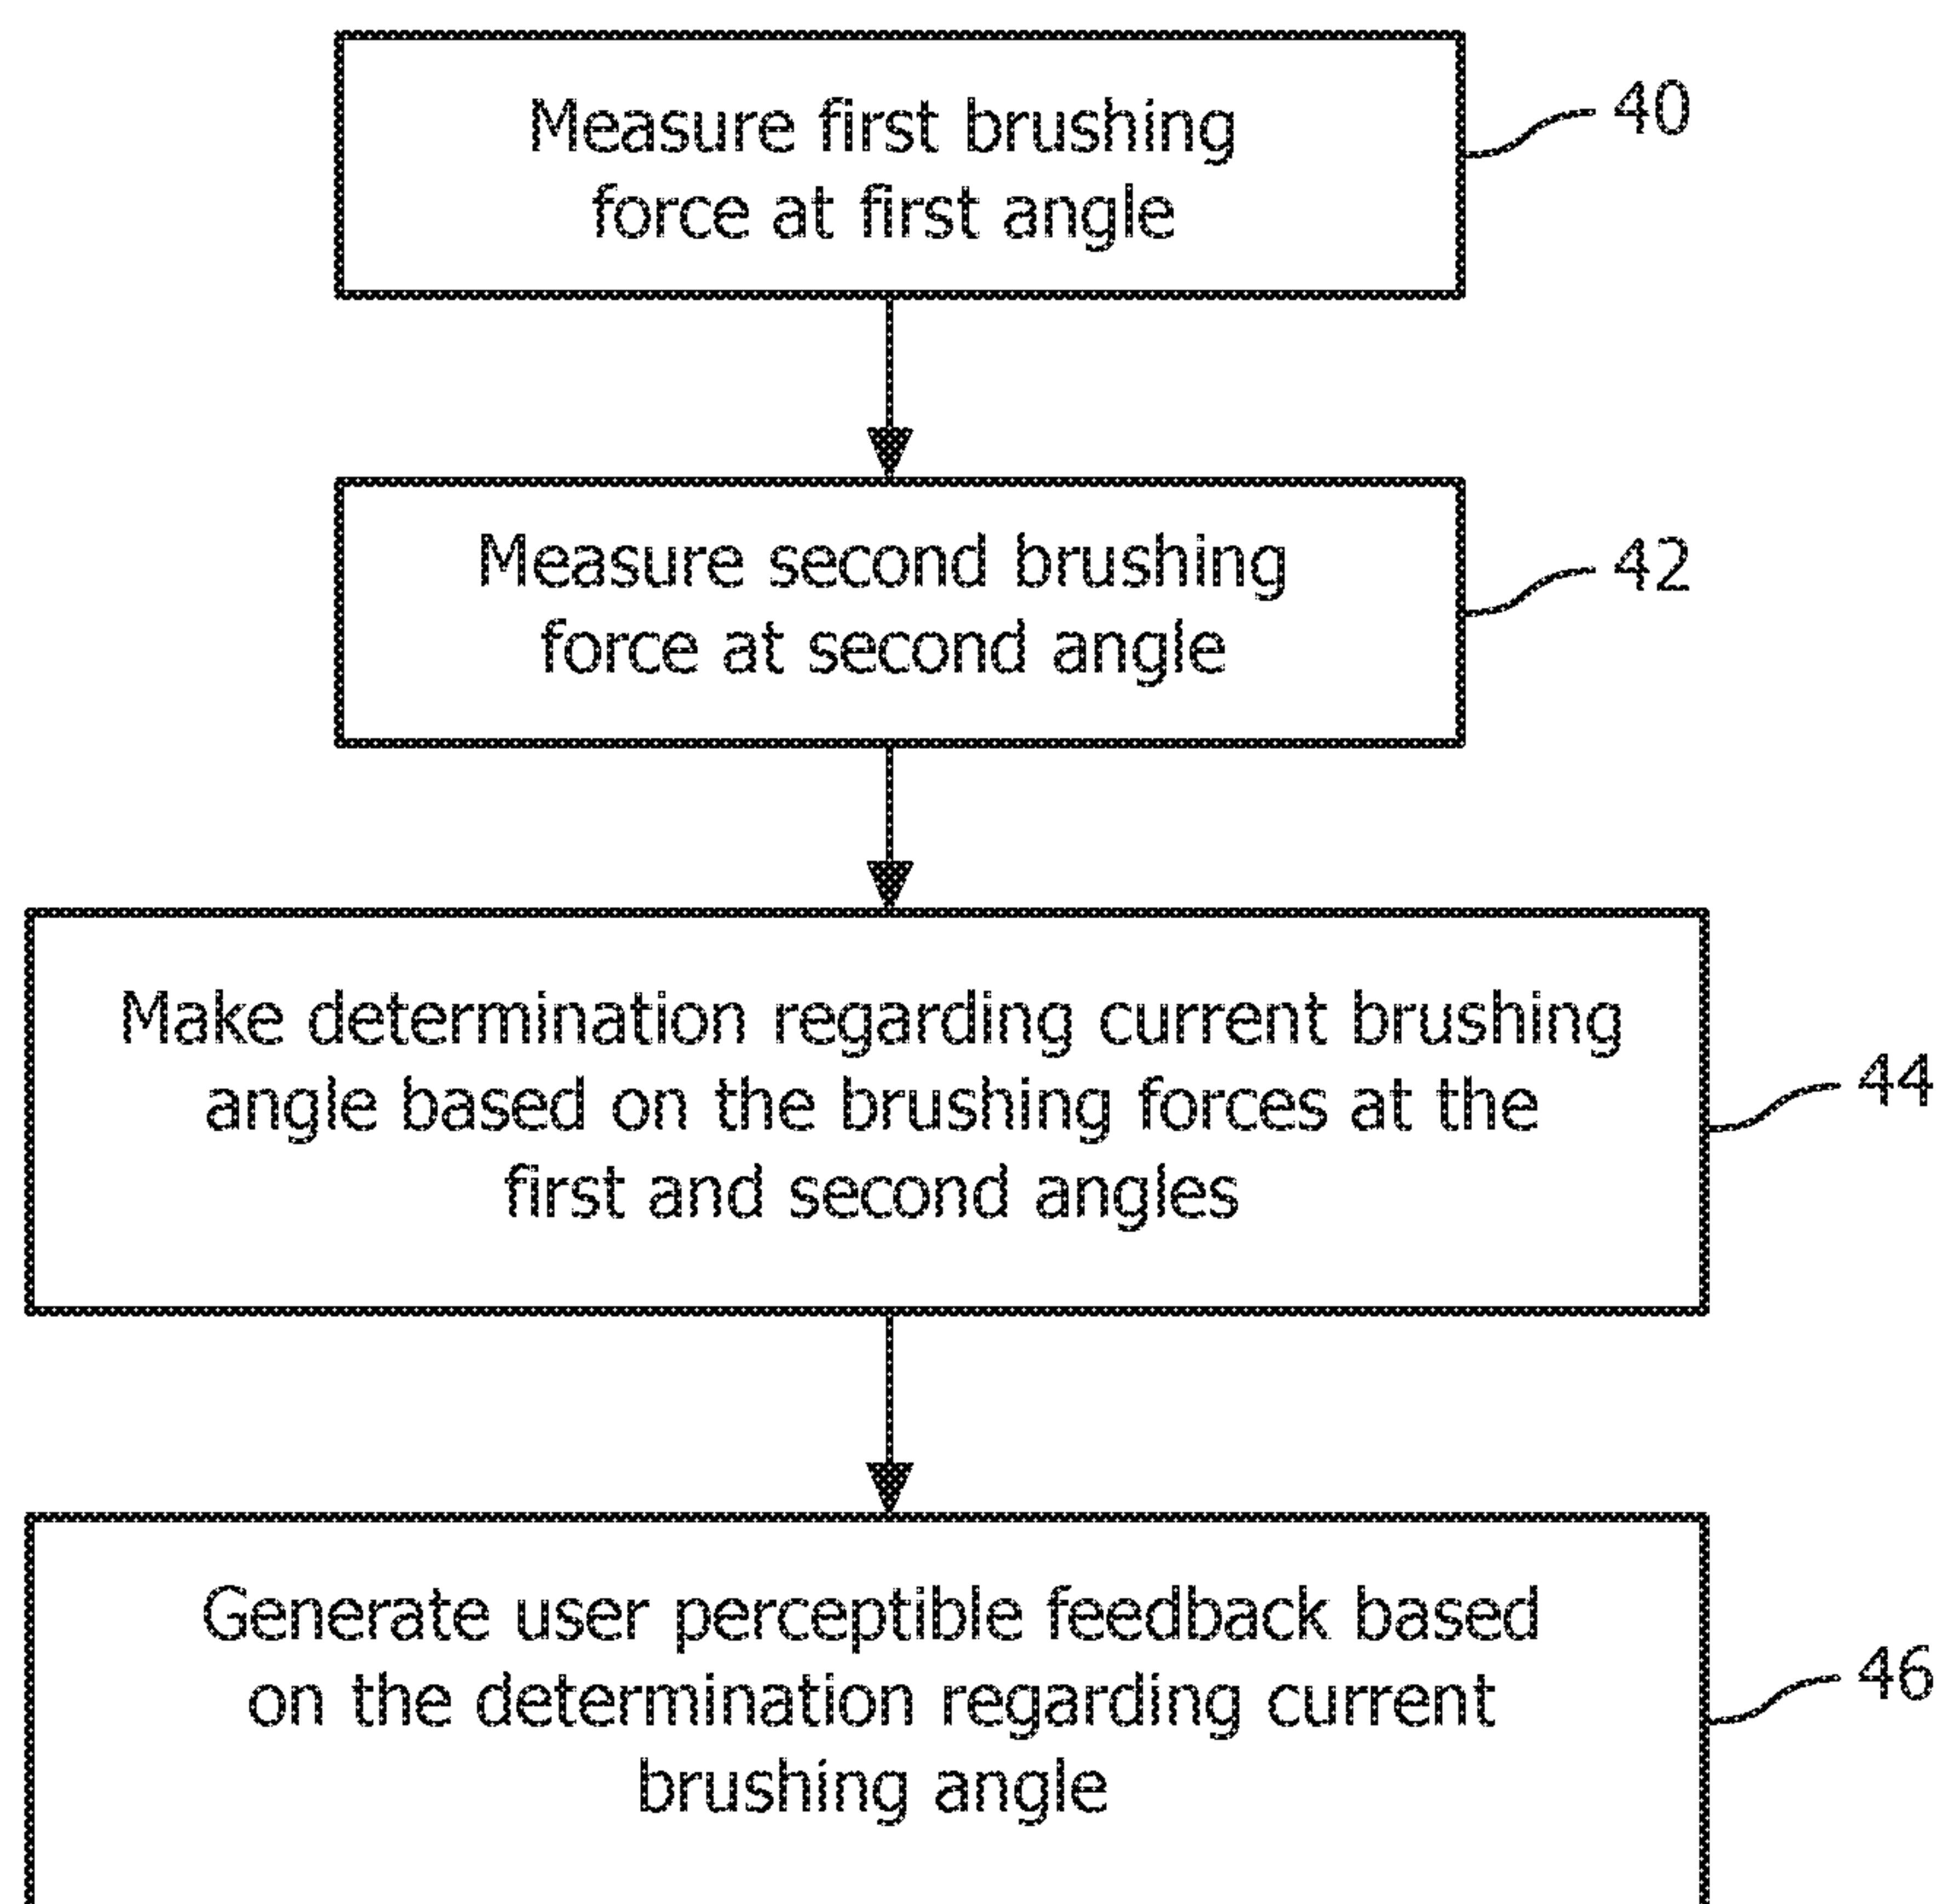 Measure first brushing
force at first angle
40
Measure second brushing
force at second angle
42
Make determination regarding current brushing
angle based on the brushing forces at the
first and second angles
44
Generate user perceptible feedback based
on the determination regarding current
brushing angle
46